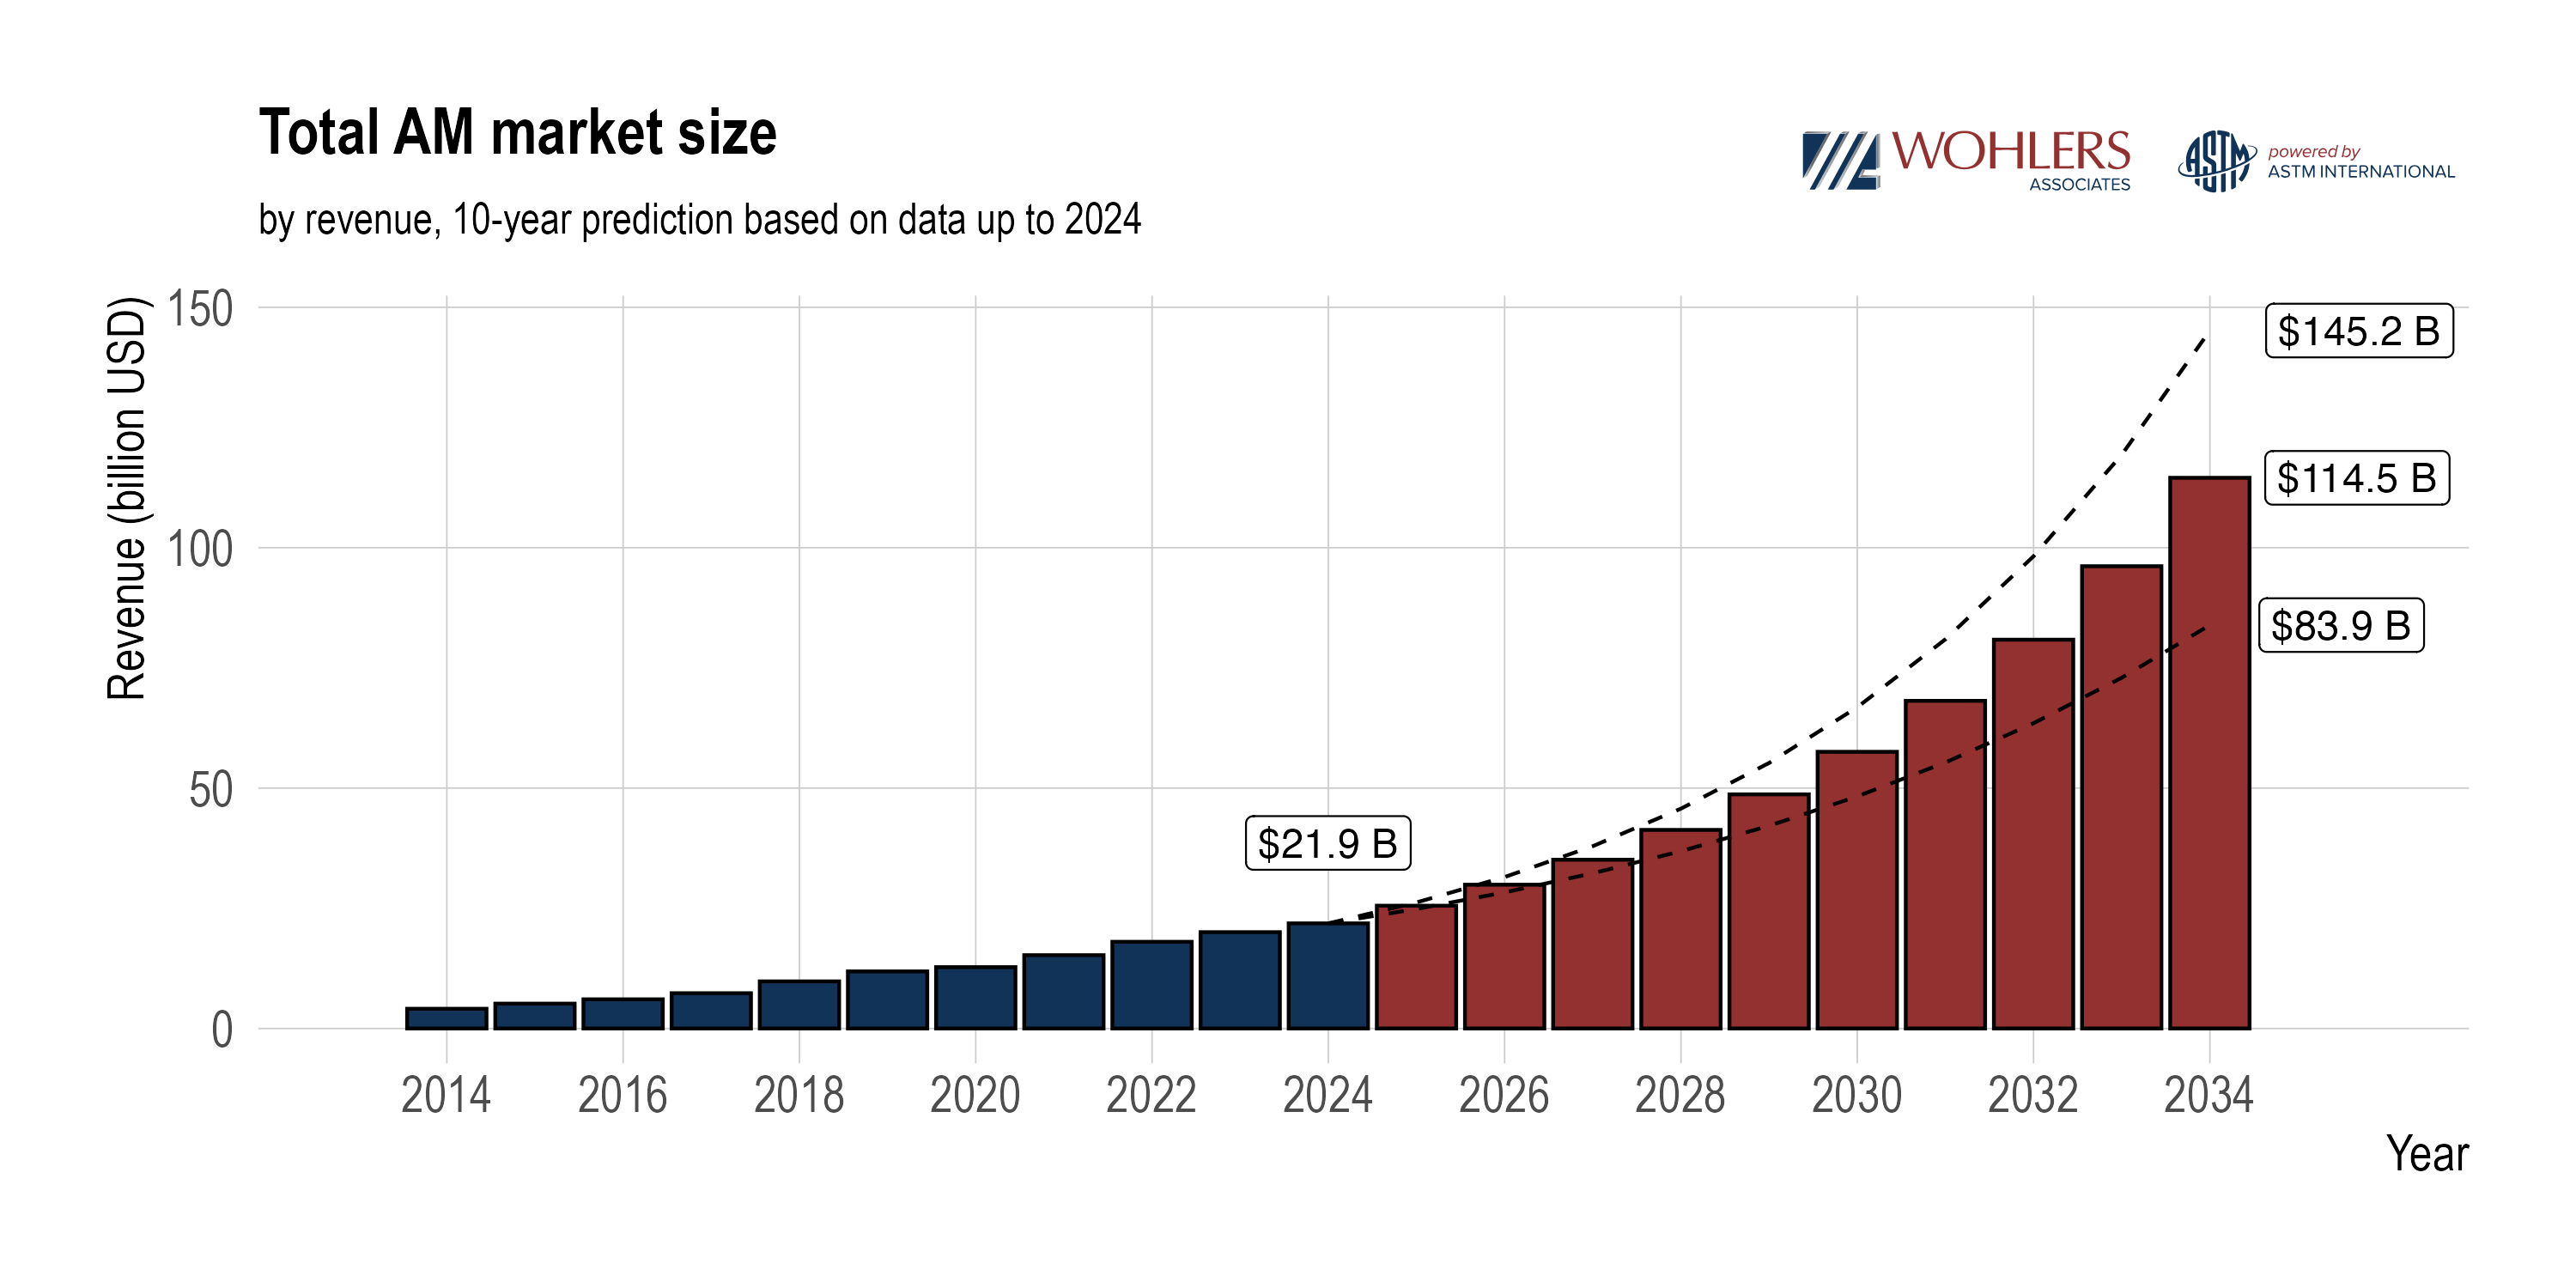 Total AM market size
by revenue, 10-year prediction based on data up to 2024
WOHLERS
ASSOCIATES
ASTM
powered by
ASTM INTERNATIONAL
Revenue (billion USD)
150
100
50
0
$145.2 B
$114.5 B
$83.9 B
$21.9 B
2014 2016 2018 2020 2022 2024 2026 2028 2030 2032 2034
Year